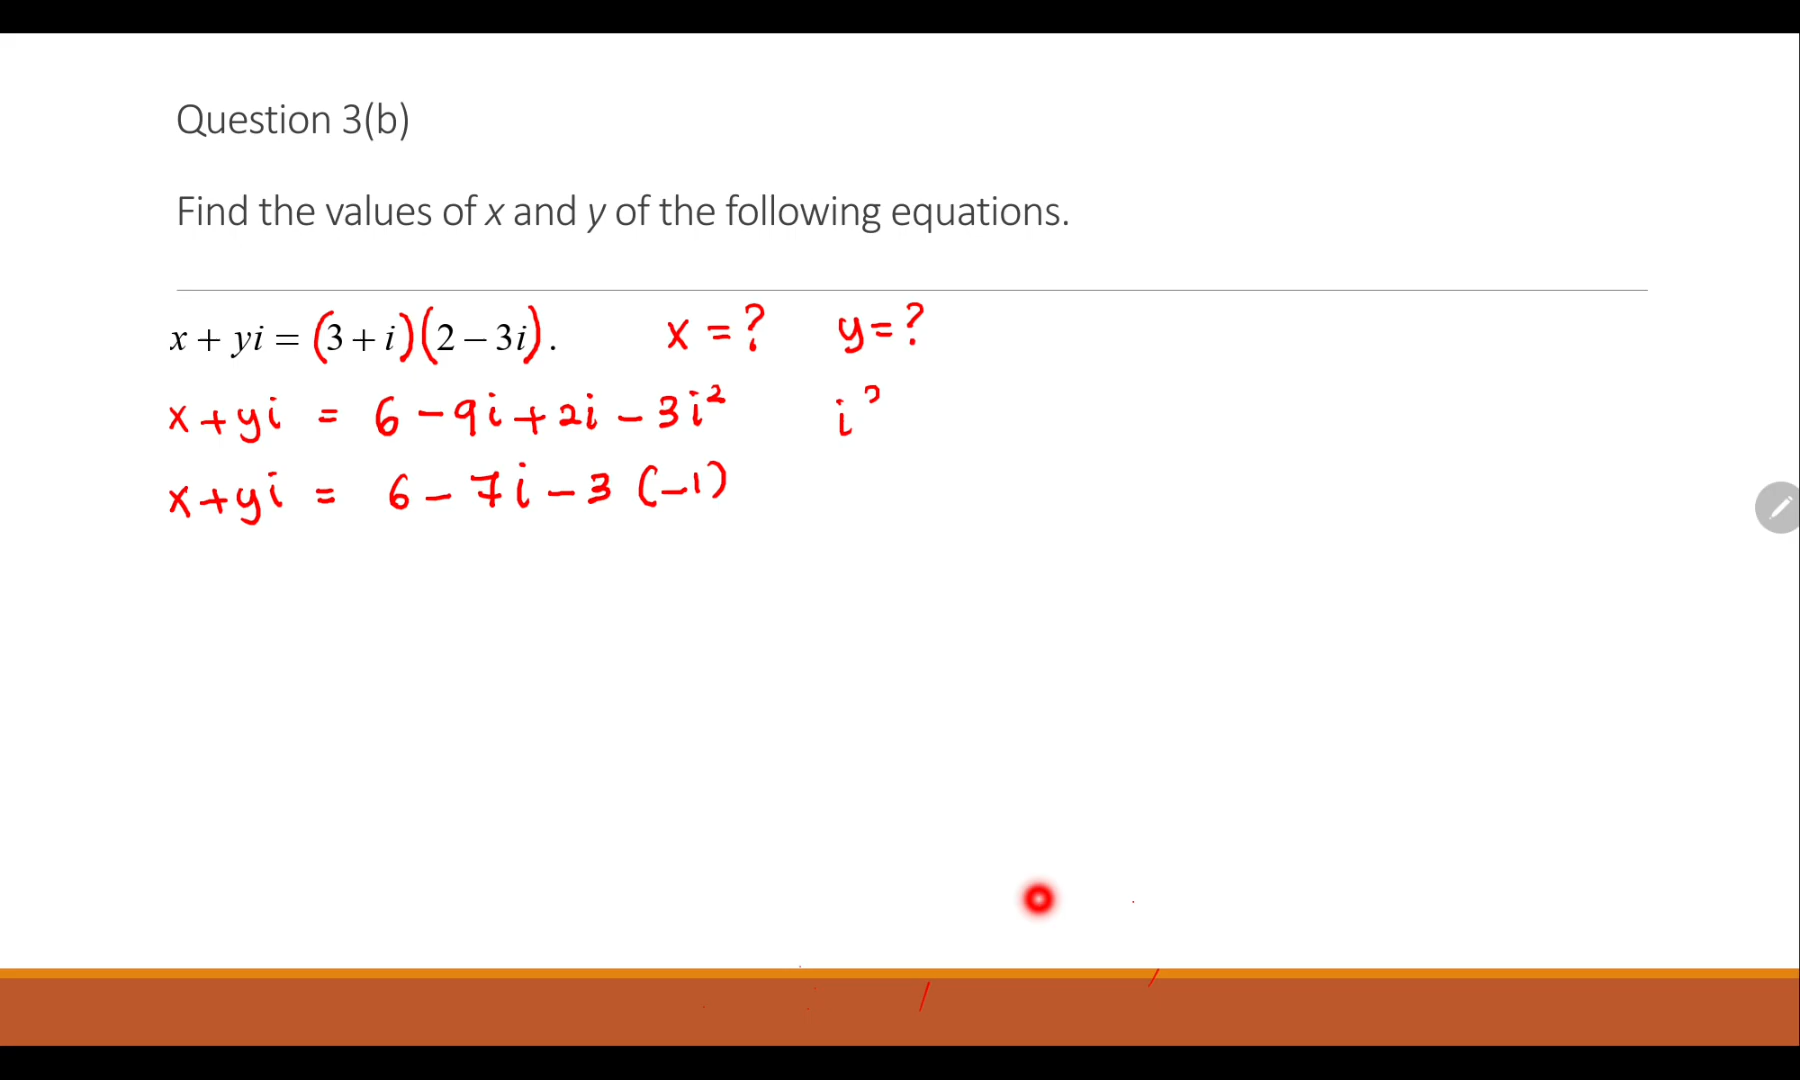 Question 3(b)
Find the values of x and y of the following equations.
x + yi = (3 + i)(2 − 3i). x = ? y = ?
x + yi = 6 − 9i + 2i − 3i² i²
x + yi = 6 − 7i − 3 (−1)